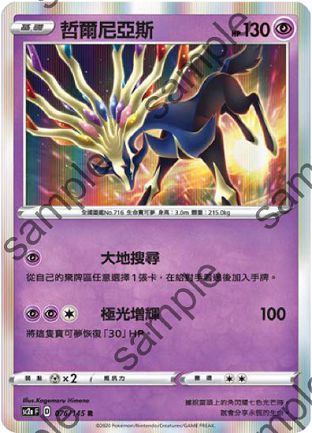 基礎 哲爾尼亞斯 HP 130
全國圖鑑No.716 生命寶可夢 身高：3.0m 體重：215.0kg
大地搜尋
從自己的棄牌區任意選擇1張卡，在給對手看過後加入手牌。
極光增輝 100
將這隻寶可夢恢復「30」HP。
弱點 ×2 抵抗力 撤退
Illus.Kagemaru Himeno
sc2a F 076/145 R
據說當頭上的角閃耀七色光芒時
就會分享永恆的生命。
©2020 Pokémon/Nintendo/Creatures/GAME FREAK.
sample
sample
sample
sample
sample
sample